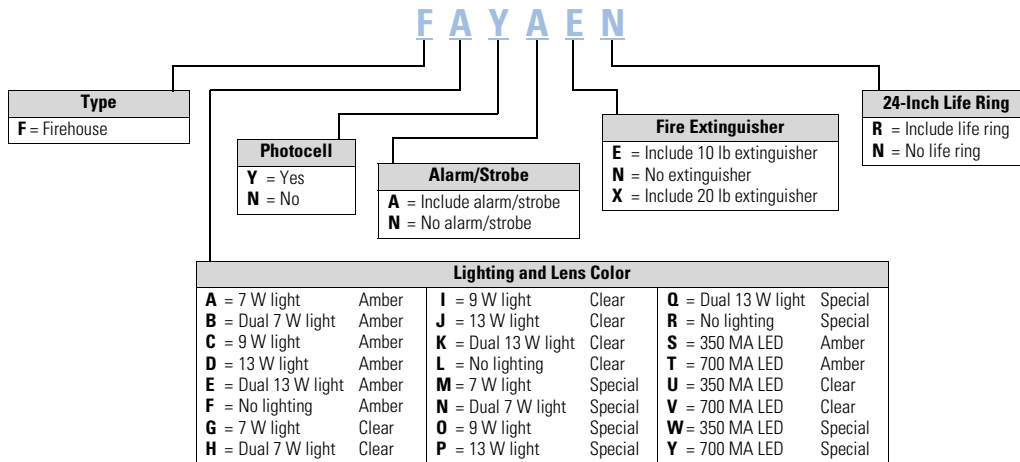 F A Y A E N
Type
F = Firehouse
Photocell
Y = Yes
N = No
Alarm/Strobe
A = Include alarm/strobe
N = No alarm/strobe
Fire Extinguisher
E = Include 10 lb extinguisher
N = No extinguisher
X = Include 20 lb extinguisher
24-Inch Life Ring
R = Include life ring
N = No life ring
Lighting and Lens Color
A = 7 W light Amber
B = Dual 7 W light Amber
C = 9 W light Amber
D = 13 W light Amber
E = Dual 13 W light Amber
F = No lighting Amber
G = 7 W light Clear
H = Dual 7 W light Clear
I = 9 W light Clear
J = 13 W light Clear
K = Dual 13 W light Clear
L = No lighting Clear
M = 7 W light Special
N = Dual 7 W light Special
O = 9 W light Special
P = 13 W light Special
Q = Dual 13 W light Special
R = No lighting Special
S = 350 MA LED Amber
T = 700 MA LED Amber
U = 350 MA LED Clear
V = 700 MA LED Clear
W = 350 MA LED Special
Y = 700 MA LED Special